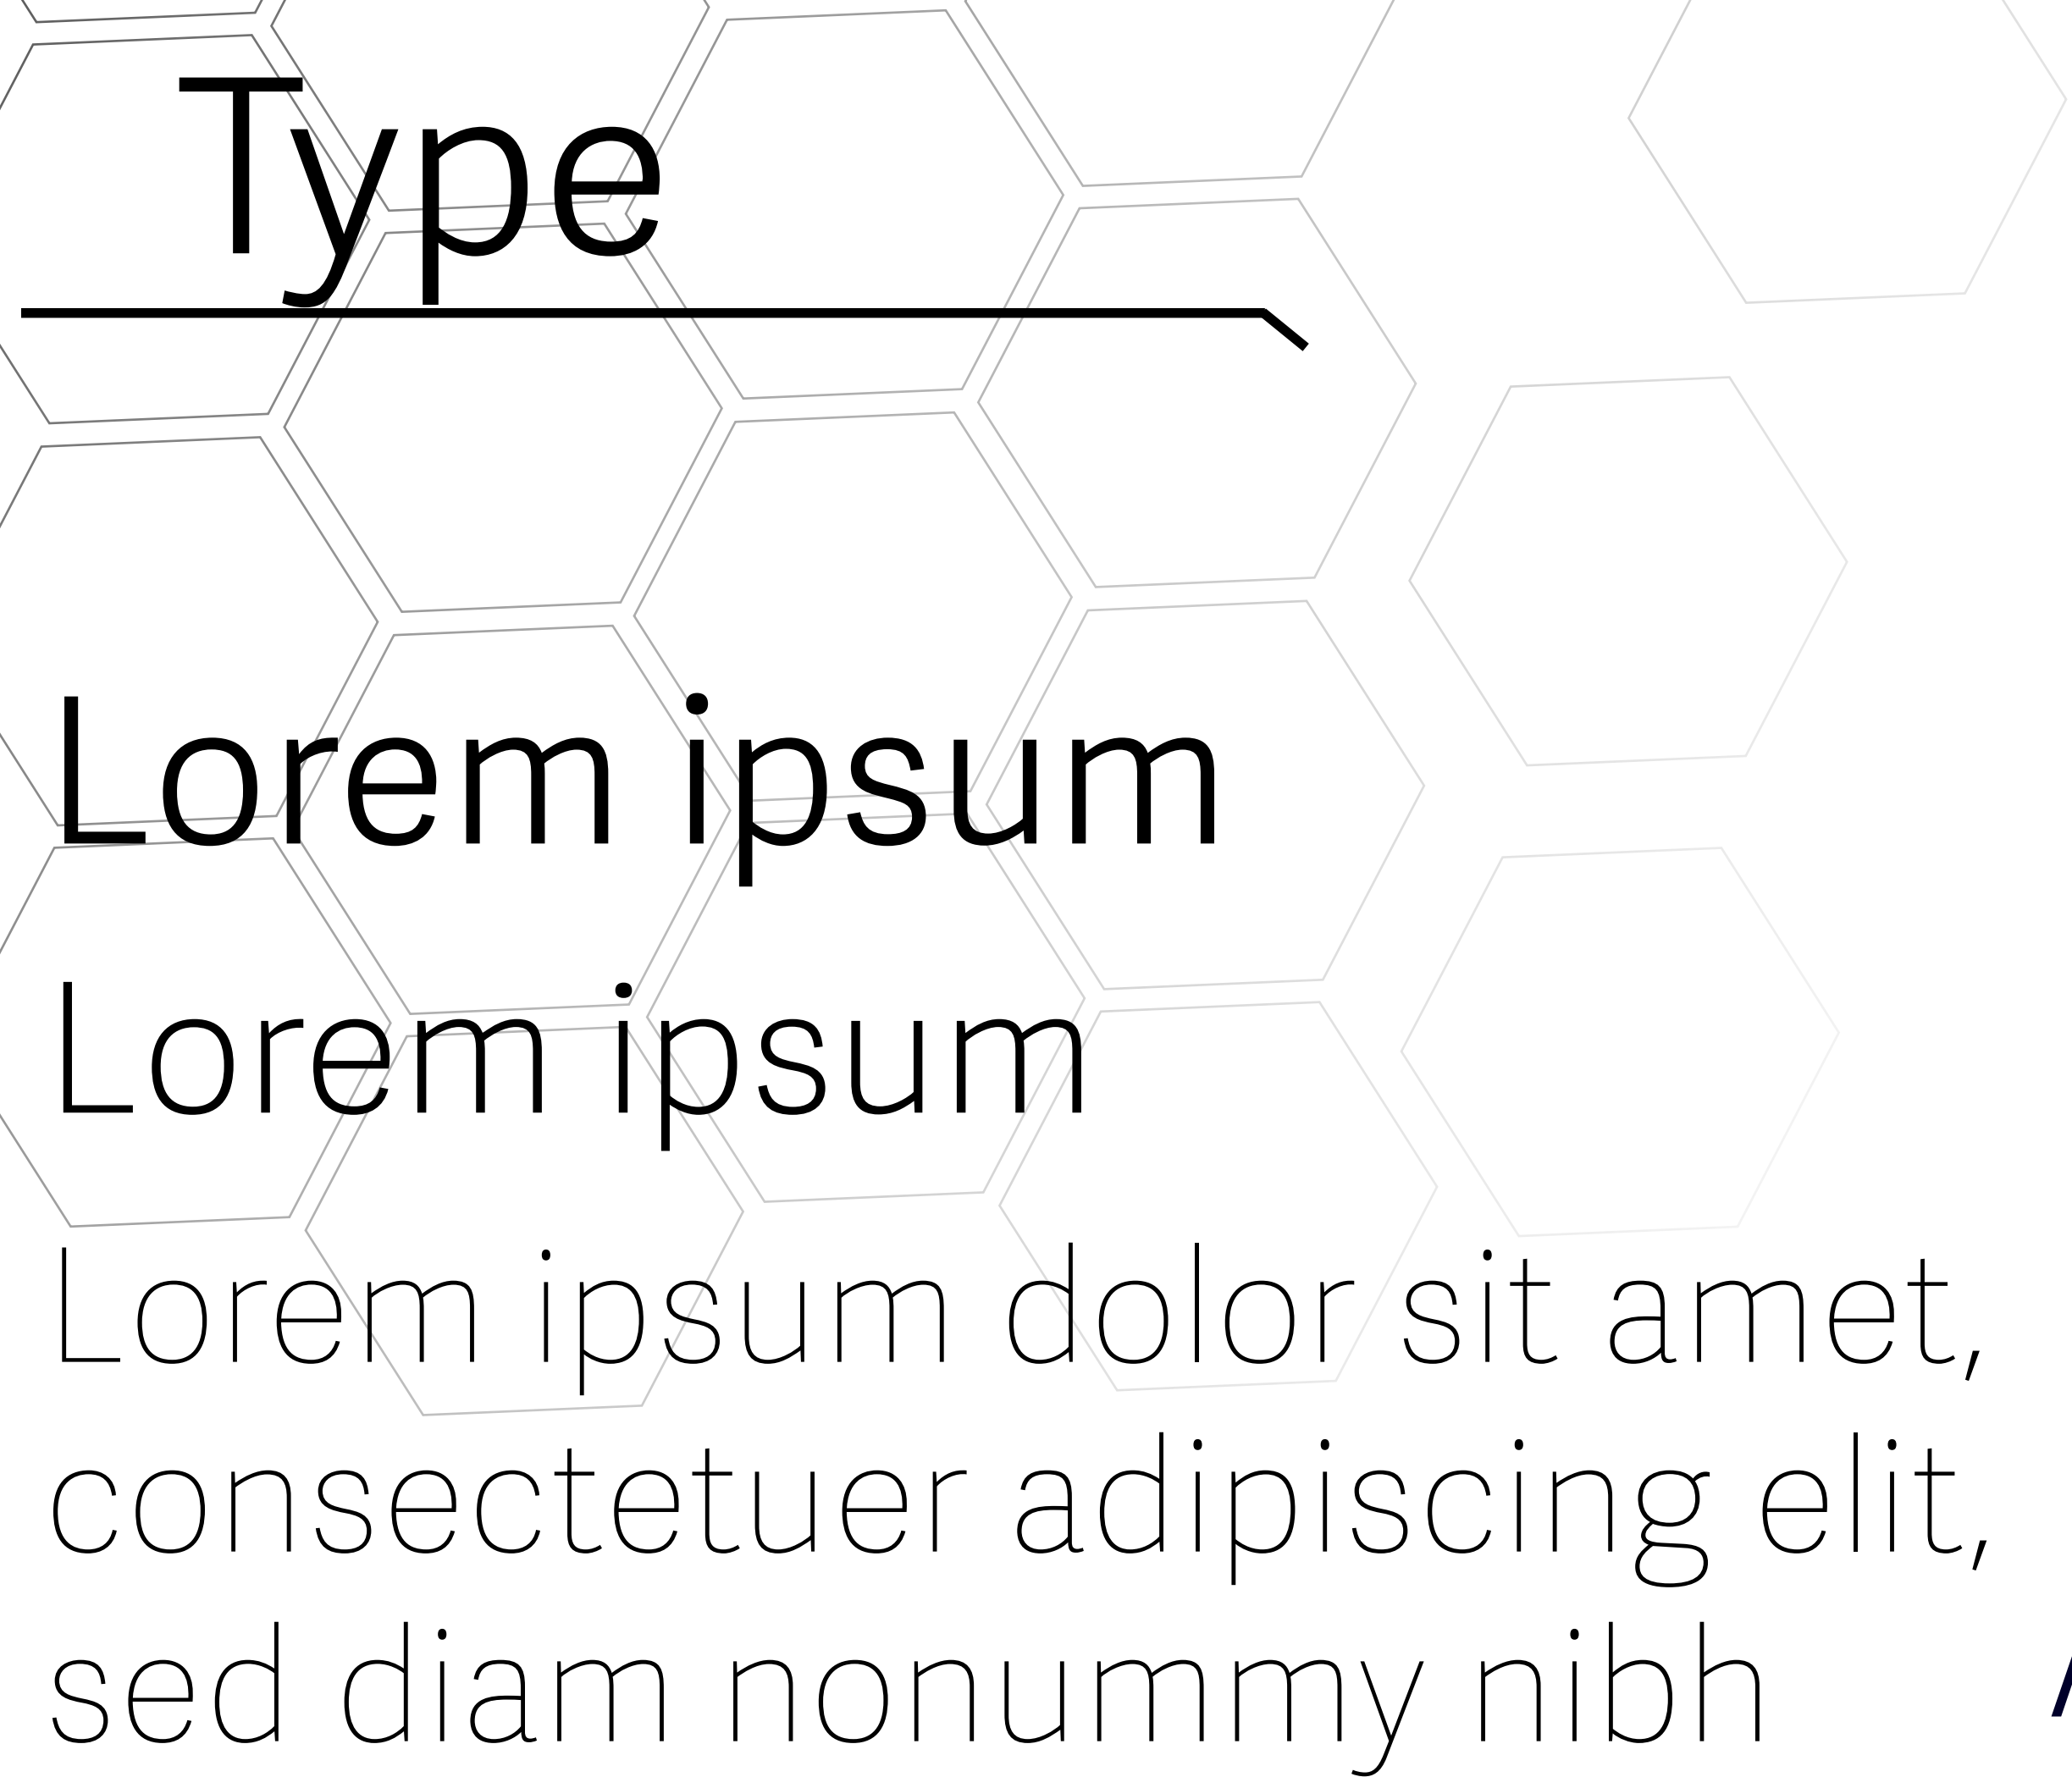 Type
Lorem ipsum
Lorem ipsum
Lorem ipsum dolor sit amet,
consectetuer adipiscing elit,
sed diam nonummy nibh